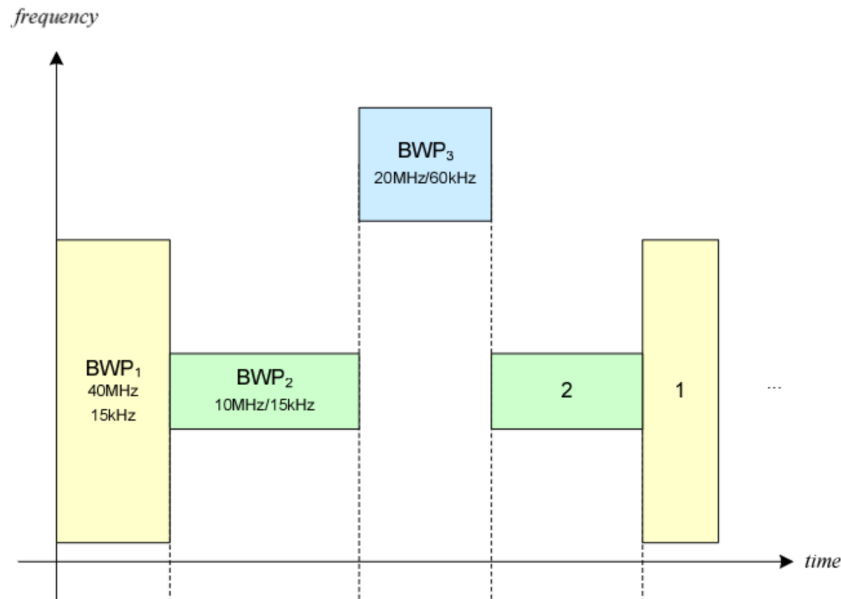 frequency
BWP₃
20MHz/60kHz
BWP₁
40MHz
15kHz
BWP₂
10MHz/15kHz
2
1
...
time